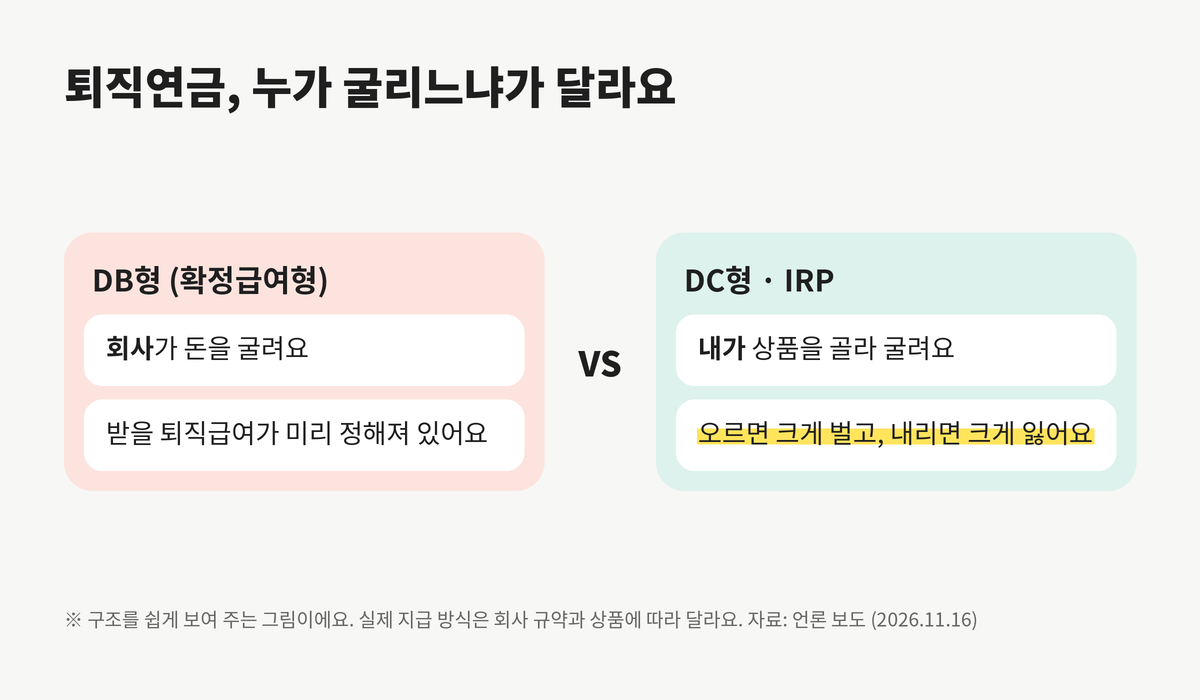 퇴직연금, 누가 굴리느냐가 달라요
DB형 (확정급여형)
회사가 돈을 굴려요
받을 퇴직급여가 미리 정해져 있어요
VS
DC형 · IRP
내가 상품을 골라 굴려요
오르면 크게 벌고, 내리면 크게 잃어요
※ 구조를 쉽게 보여 주는 그림이에요. 실제 지급 방식은 회사 규약과 상품에 따라 달라요. 자료: 언론 보도 (2026.11.16)